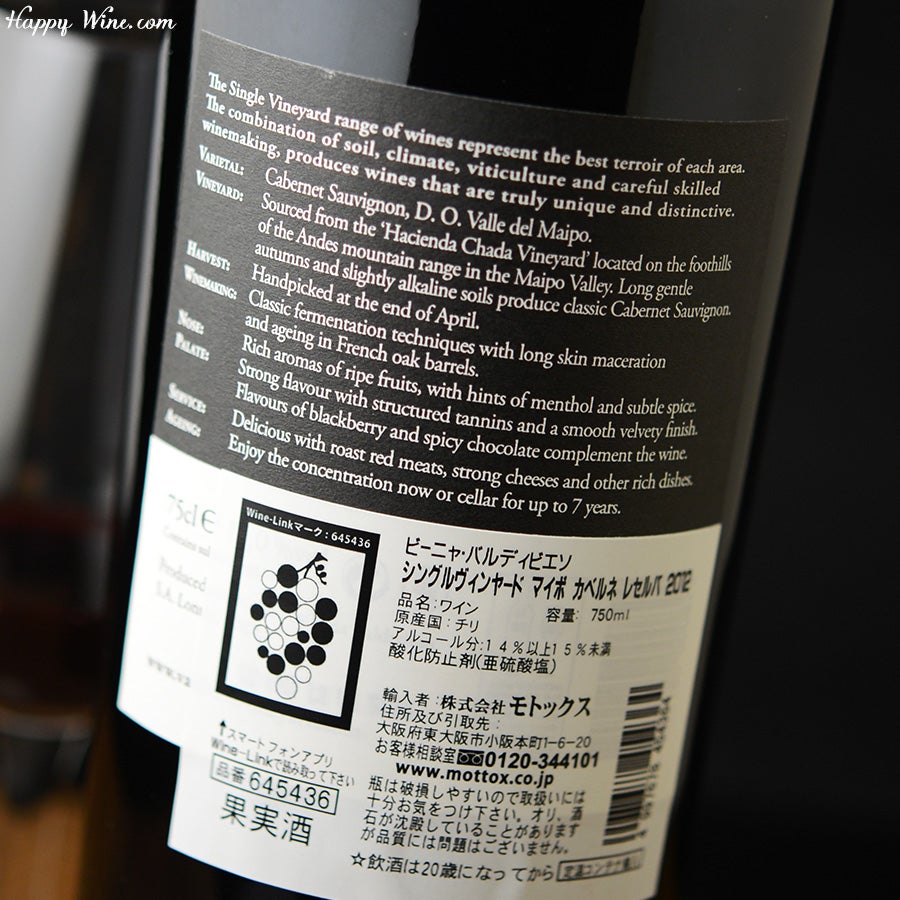 Happy Wine.com
The Single Vineyard range of wines represent the best terroir of each area.
The combination of soil, climate, viticulture and careful skilled
winemaking, produces wines that are truly unique and distinctive.
VARIETAL: Cabernet Sauvignon, D. O. Valle del Maipo.
VINEYARD: Sourced from the 'Hacienda Chada Vineyard' located on the foothills
of the Andes mountain range in the Maipo Valley. Long gentle
autumns and slightly alkaline soils produce classic Cabernet Sauvignon.
HARVEST: Handpicked at the end of April.
WINEMAKING: Classic fermentation techniques with long skin maceration
and ageing in French oak barrels.
NOSE: Rich aromas of ripe fruits, with hints of menthol and subtle spice.
PALATE: Strong flavour with structured tannins and a smooth velvety finish.
Flavours of blackberry and spicy chocolate complement the wine.
SERVICE: Delicious with roast red meats, strong cheeses and other rich dishes.
AGEING: Enjoy the concentration now or cellar for up to 7 years.
75cl e
Contains sul
Produced
S.A. Lont
www.va
Wine-Linkマーク:645436
↑スマートフォンアプリ
Wine-Linkで読み取って下さい
品番 645436
果実酒
ビーニャ・バルディビエソ
シングルヴィンヤード マイポ カベルネ レセルバ 2012
品名:ワイン 容量: 750ml
原産国:チリ
アルコール分:14%以上15%未満
酸化防止剤(亜硫酸塩)
輸入者:株式会社モトックス
住所及び引取先:
大阪府東大阪市小阪本町1-6-20
お客様相談室 0120-344101
www.mottox.co.jp
瓶は破損しやすいので取扱いには
十分お気をつけ下さい。オリ、酒
石が沈殿していることがあります
が品質には問題はございません。
☆飲酒は20歳になってから 定温コンテナ輸入